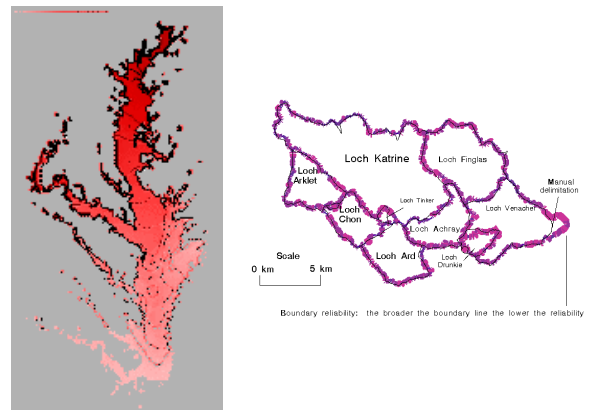 Loch Katrine
Loch Finglas
Loch
Arklet
Manual
delimitation
Loch Tinker
Loch Venacher
Loch
Chon
Loch Achray
Loch Ard
Loch
Drunkie
Scale
0 km
5 km
Boundary reliability: the broader the boundary line the lower the reliability